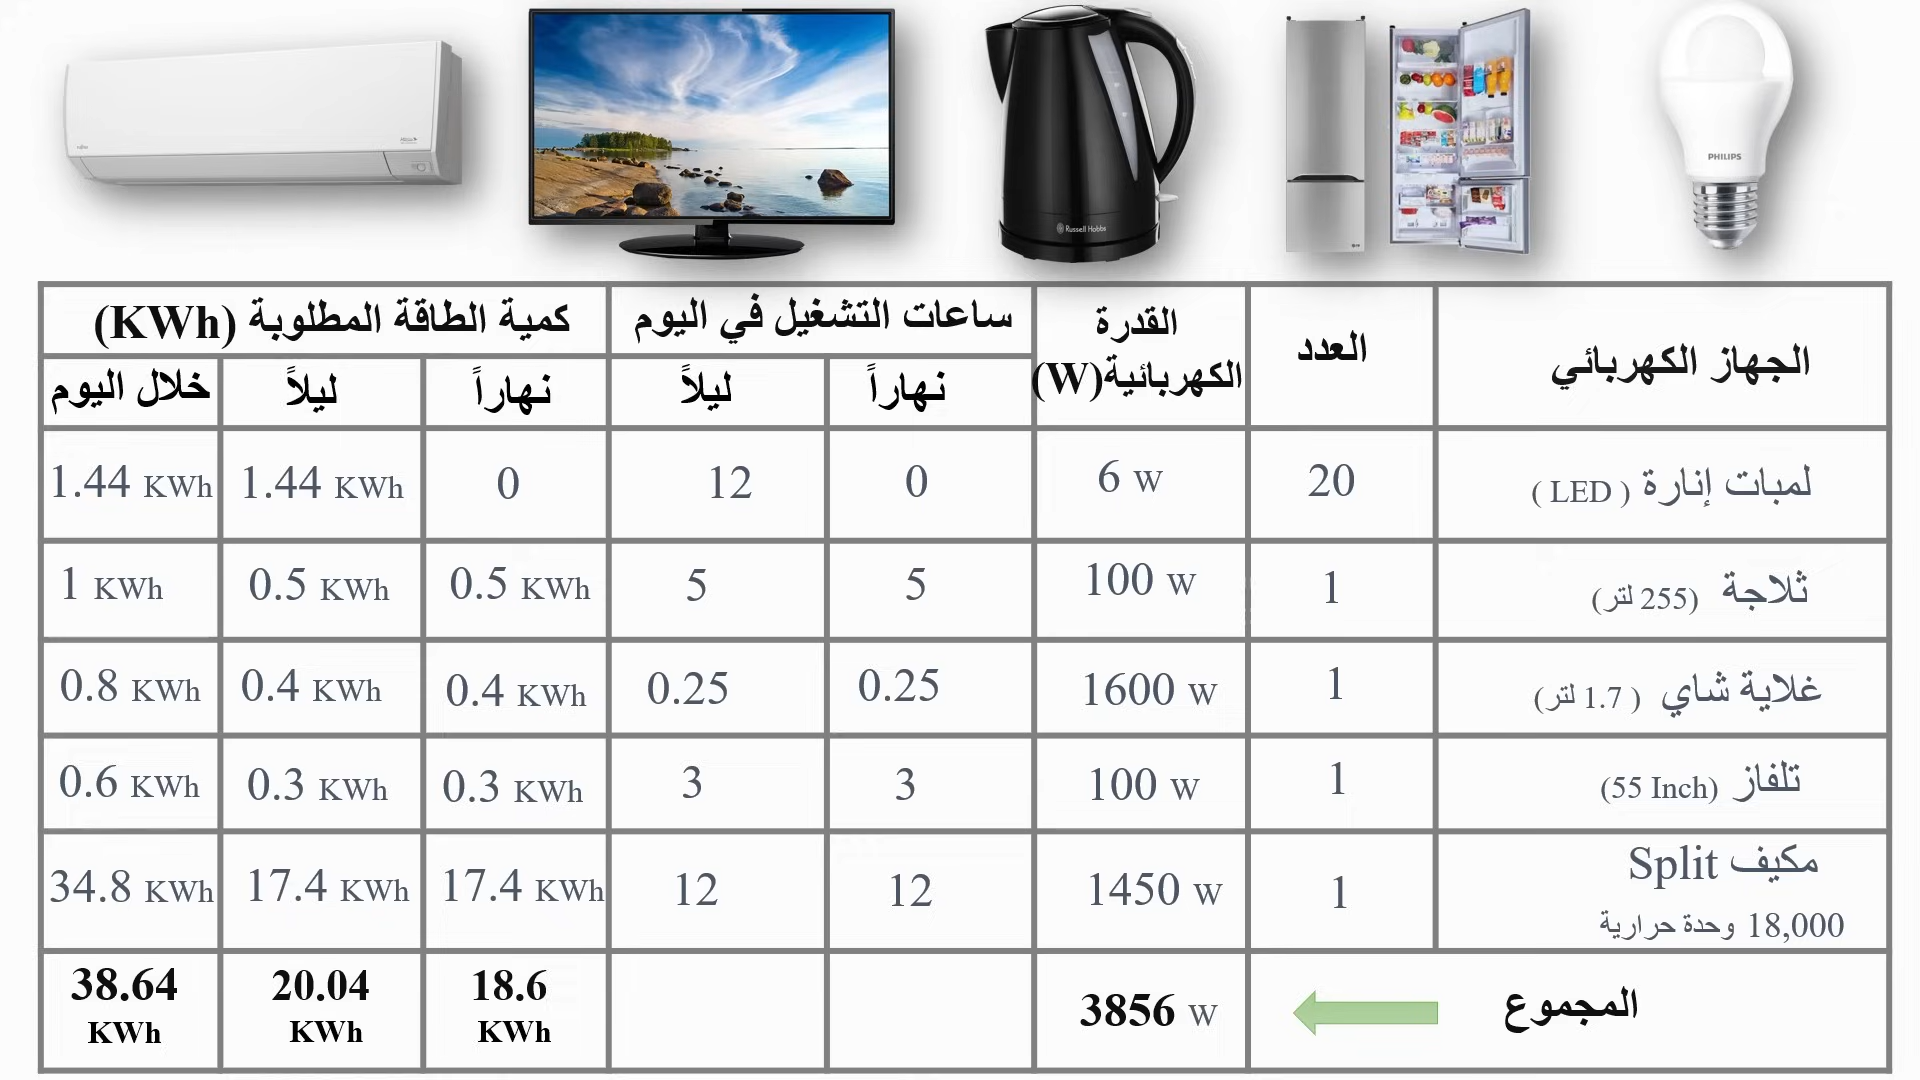 PHILIPS
Russell Hobbs
الجهاز الكهربائي
العدد
القدرة
الكهربائية(W)
ساعات التشغيل في اليوم
كمية الطاقة المطلوبة (KWh)
نهاراً
ليلاً
نهاراً
ليلاً
خلال اليوم
لمبات إنارة ( LED )
20
6 W
0
12
0
1.44 KWh
1.44 KWh
ثلاجة (255 لتر)
1
100 W
5
5
0.5 KWh
0.5 KWh
1 KWh
غلاية شاي ( 1.7 لتر)
1
1600 W
0.25
0.25
0.4 KWh
0.4 KWh
0.8 KWh
تلفاز (55 Inch)
1
100 W
3
3
0.3 KWh
0.3 KWh
0.6 KWh
مكيف Split
18,000 وحدة حرارية
1
1450 W
12
12
17.4 KWh
17.4 KWh
34.8 KWh
المجموع
3856 W
18.6
KWh
20.04
KWh
38.64
KWh